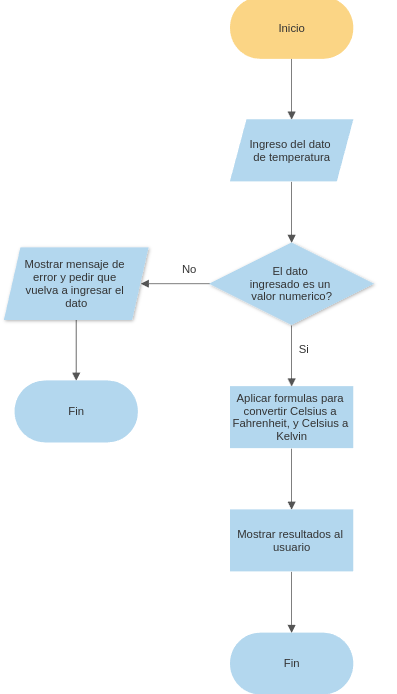 Inicio
Ingreso del dato
de temperatura
El dato
ingresado es un
valor numerico?
No
Mostrar mensaje de
error y pedir que
vuelva a ingresar el
dato
Fin
Si
Aplicar formulas para
convertir Celsius a
Fahrenheit, y Celsius a
Kelvin
Mostrar resultados al
usuario
Fin